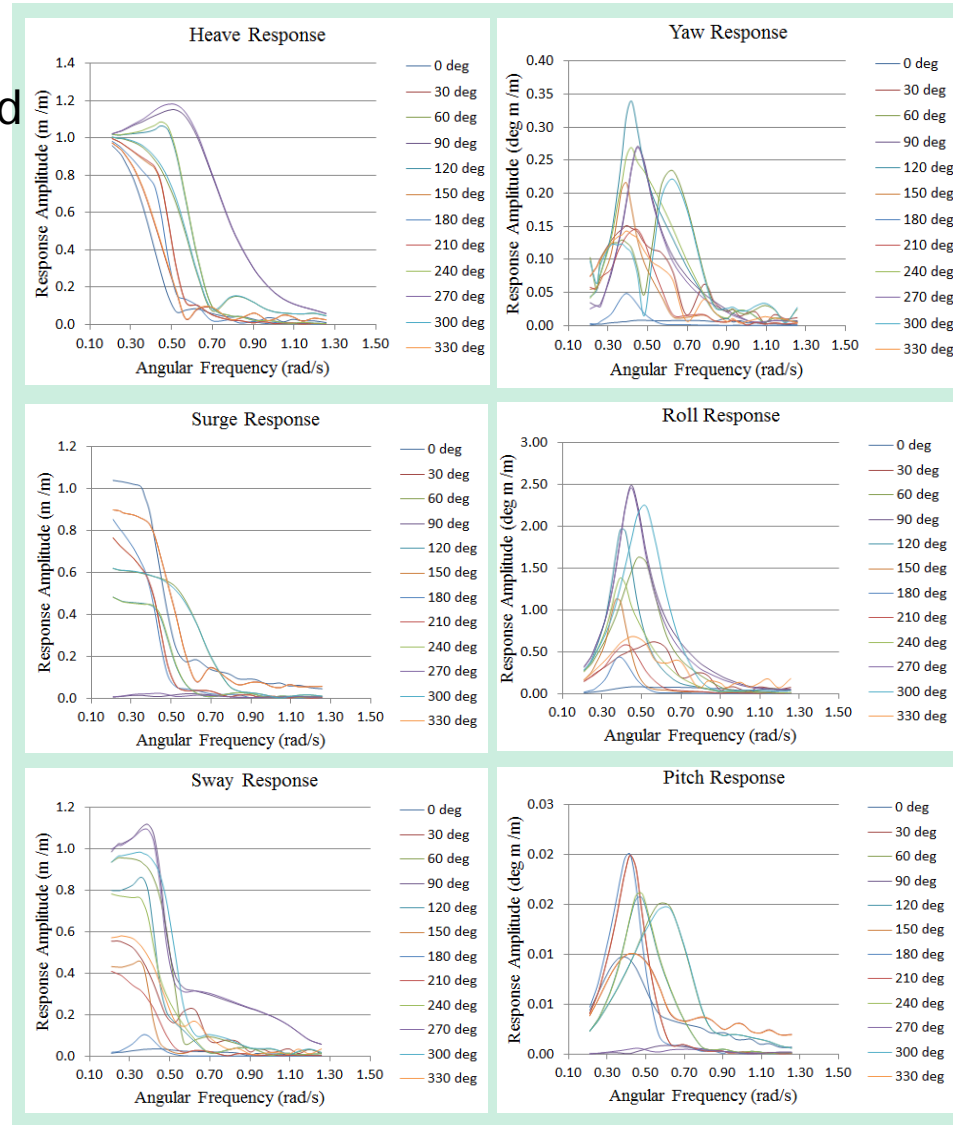 d
Heave Response
Response Amplitude (m /m)
1.4
1.2
1.0
0.8
0.6
0.4
0.2
0.0
0.10 0.30 0.50 0.70 0.90 1.10 1.30 1.50
Angular Frequency (rad/s)
0 deg
30 deg
60 deg
90 deg
120 deg
150 deg
180 deg
210 deg
240 deg
270 deg
300 deg
330 deg
Yaw Response
Response Amplitude (deg m /m)
0.40
0.35
0.30
0.25
0.20
0.15
0.10
0.05
0.00
0.10 0.30 0.50 0.70 0.90 1.10 1.30 1.50
Angular Frequency (rad/s)
0 deg
30 deg
60 deg
90 deg
120 deg
150 deg
180 deg
210 deg
240 deg
270 deg
300 deg
330 deg
Surge Response
Response Amplitude (m /m)
1.2
1.0
0.8
0.6
0.4
0.2
0.0
0.10 0.30 0.50 0.70 0.90 1.10 1.30 1.50
Angular Frequency (rad/s)
0 deg
30 deg
60 deg
90 deg
120 deg
150 deg
180 deg
210 deg
240 deg
270 deg
300 deg
330 deg
Roll Response
Response Amplitude (deg m /m)
3.00
2.50
2.00
1.50
1.00
0.50
0.00
0.10 0.30 0.50 0.70 0.90 1.10 1.30 1.50
Angular Frequency (rad/s)
0 deg
30 deg
60 deg
90 deg
120 deg
150 deg
180 deg
210 deg
240 deg
270 deg
300 deg
330 deg
Sway Response
Response Amplitude (m /m)
1.2
1.0
0.8
0.6
0.4
0.2
0.0
0.10 0.30 0.50 0.70 0.90 1.10 1.30 1.50
Angular Frequency (rad/s)
0 deg
30 deg
60 deg
90 deg
120 deg
150 deg
180 deg
210 deg
240 deg
270 deg
300 deg
330 deg
Pitch Response
Response Amplitude (deg m /m)
0.03
0.02
0.02
0.01
0.01
0.00
0.10 0.30 0.50 0.70 0.90 1.10 1.30 1.50
Angular Frequency (rad/s)
0 deg
30 deg
60 deg
90 deg
120 deg
150 deg
180 deg
210 deg
240 deg
270 deg
300 deg
330 deg